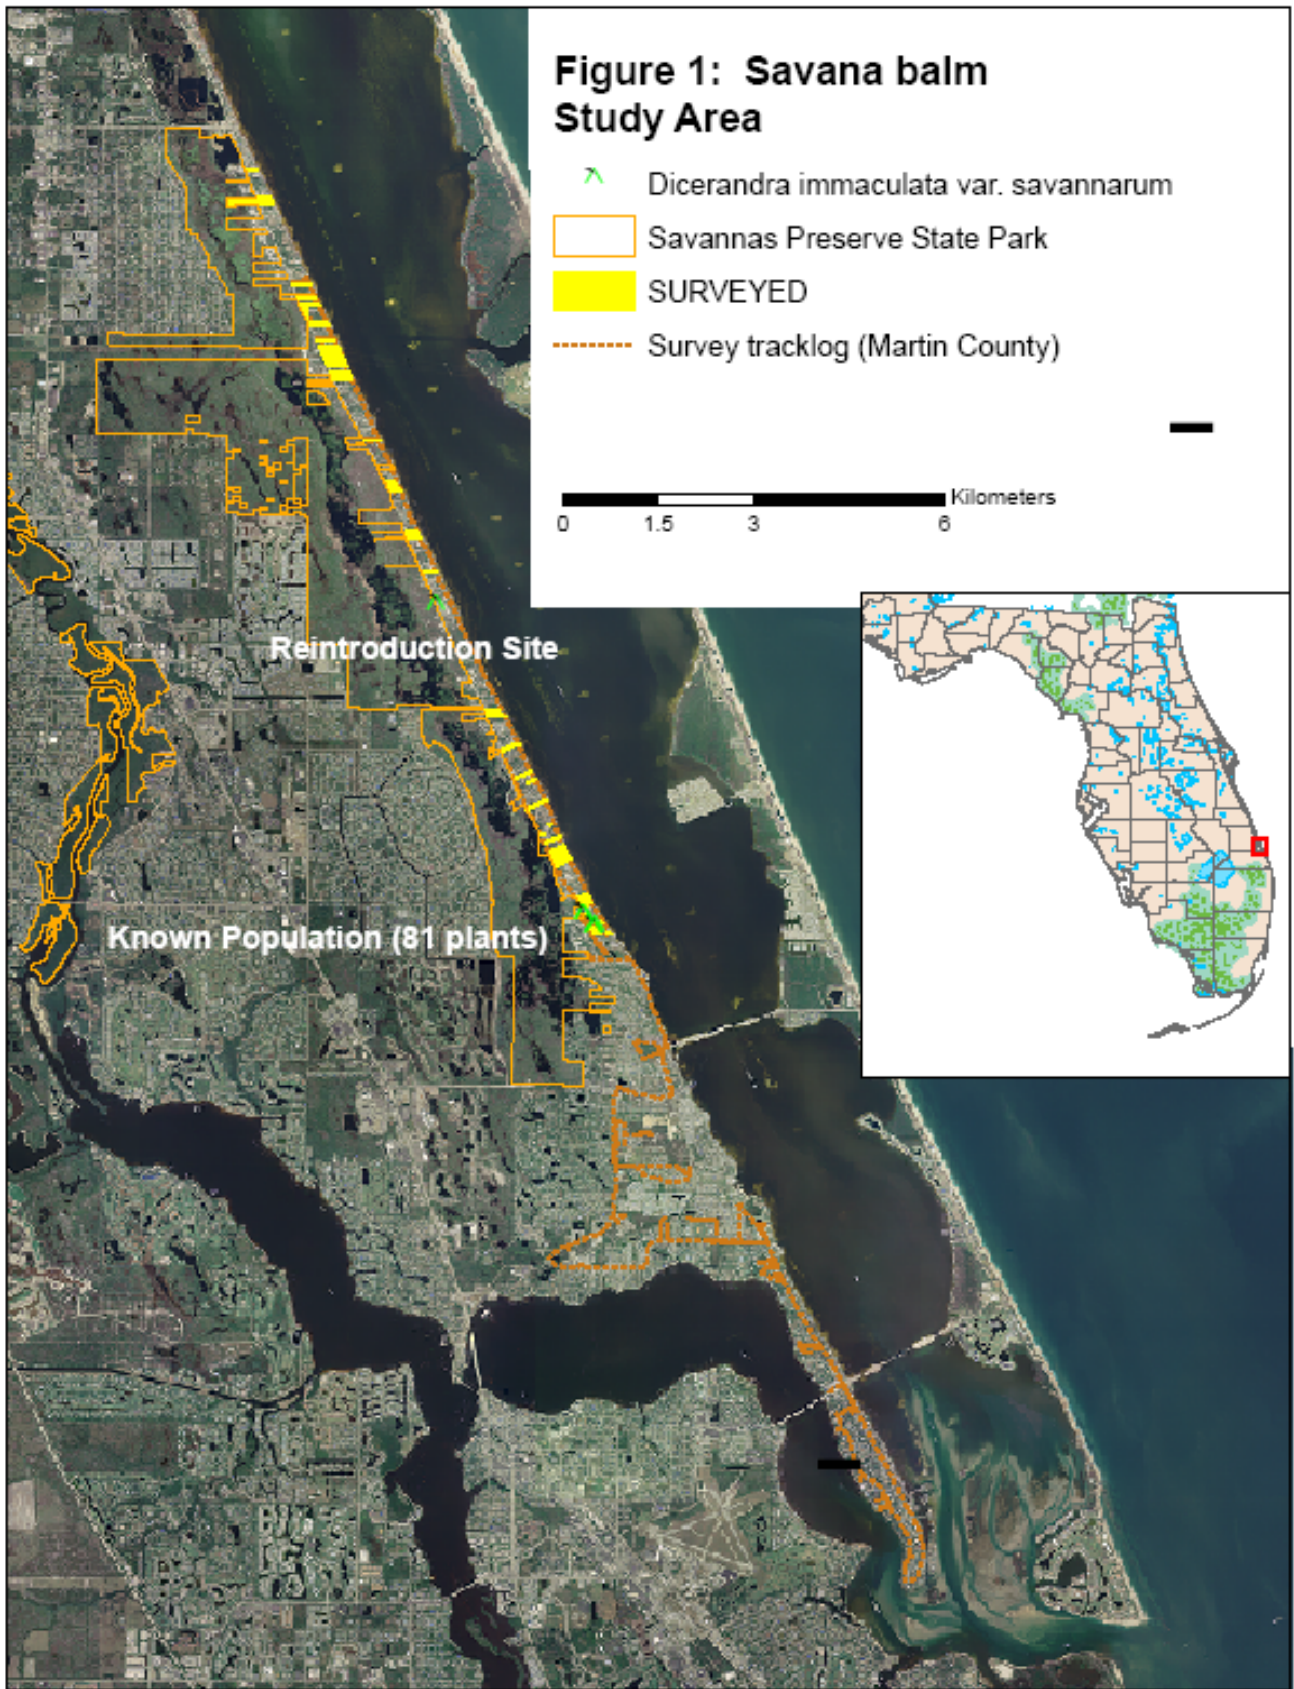 Figure 1: Savana balm
Study Area
Dicerandra immaculata var. savannarum
Savannas Preserve State Park
SURVEYED
Survey tracklog (Martin County)
Kilometers
0 1.5 3 6
Reintroduction Site
Known Population (81 plants)